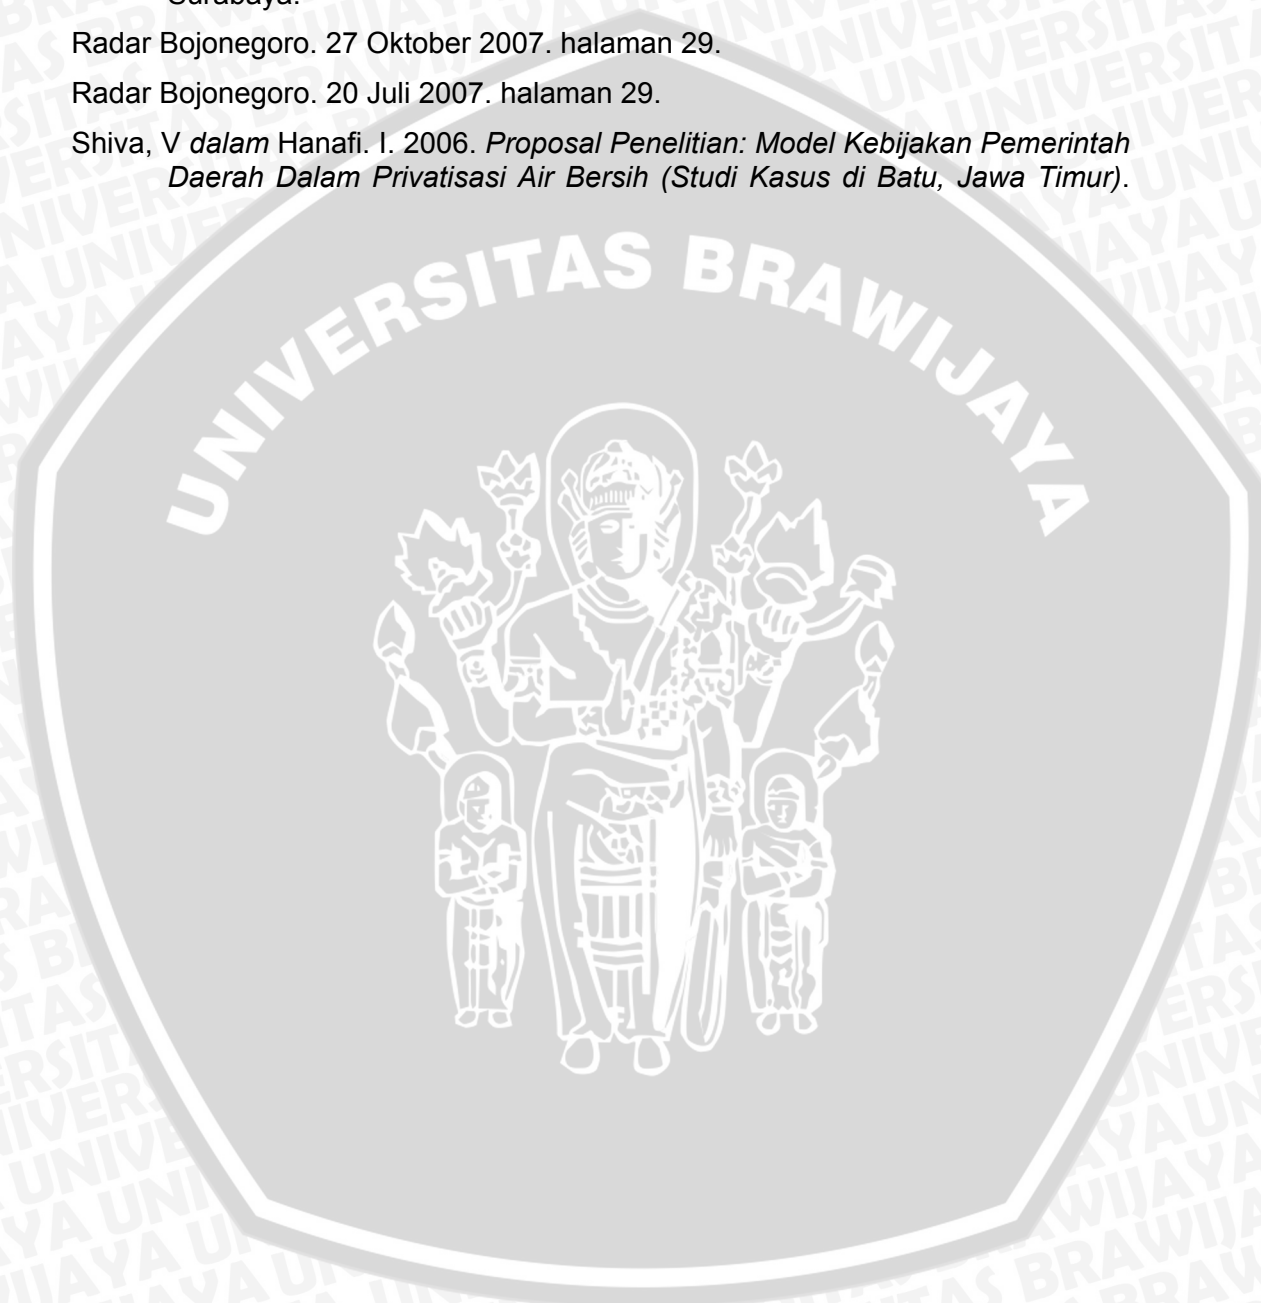 Surabaya.
Radar Bojonegoro. 27 Oktober 2007. halaman 29.
Radar Bojonegoro. 20 Juli 2007. halaman 29.
Shiva, V dalam Hanafi. I. 2006. Proposal Penelitian: Model Kebijakan Pemerintah
Daerah Dalam Privatisasi Air Bersih (Studi Kasus di Batu, Jawa Timur).
UNIVERSITAS BRAWIJAYA